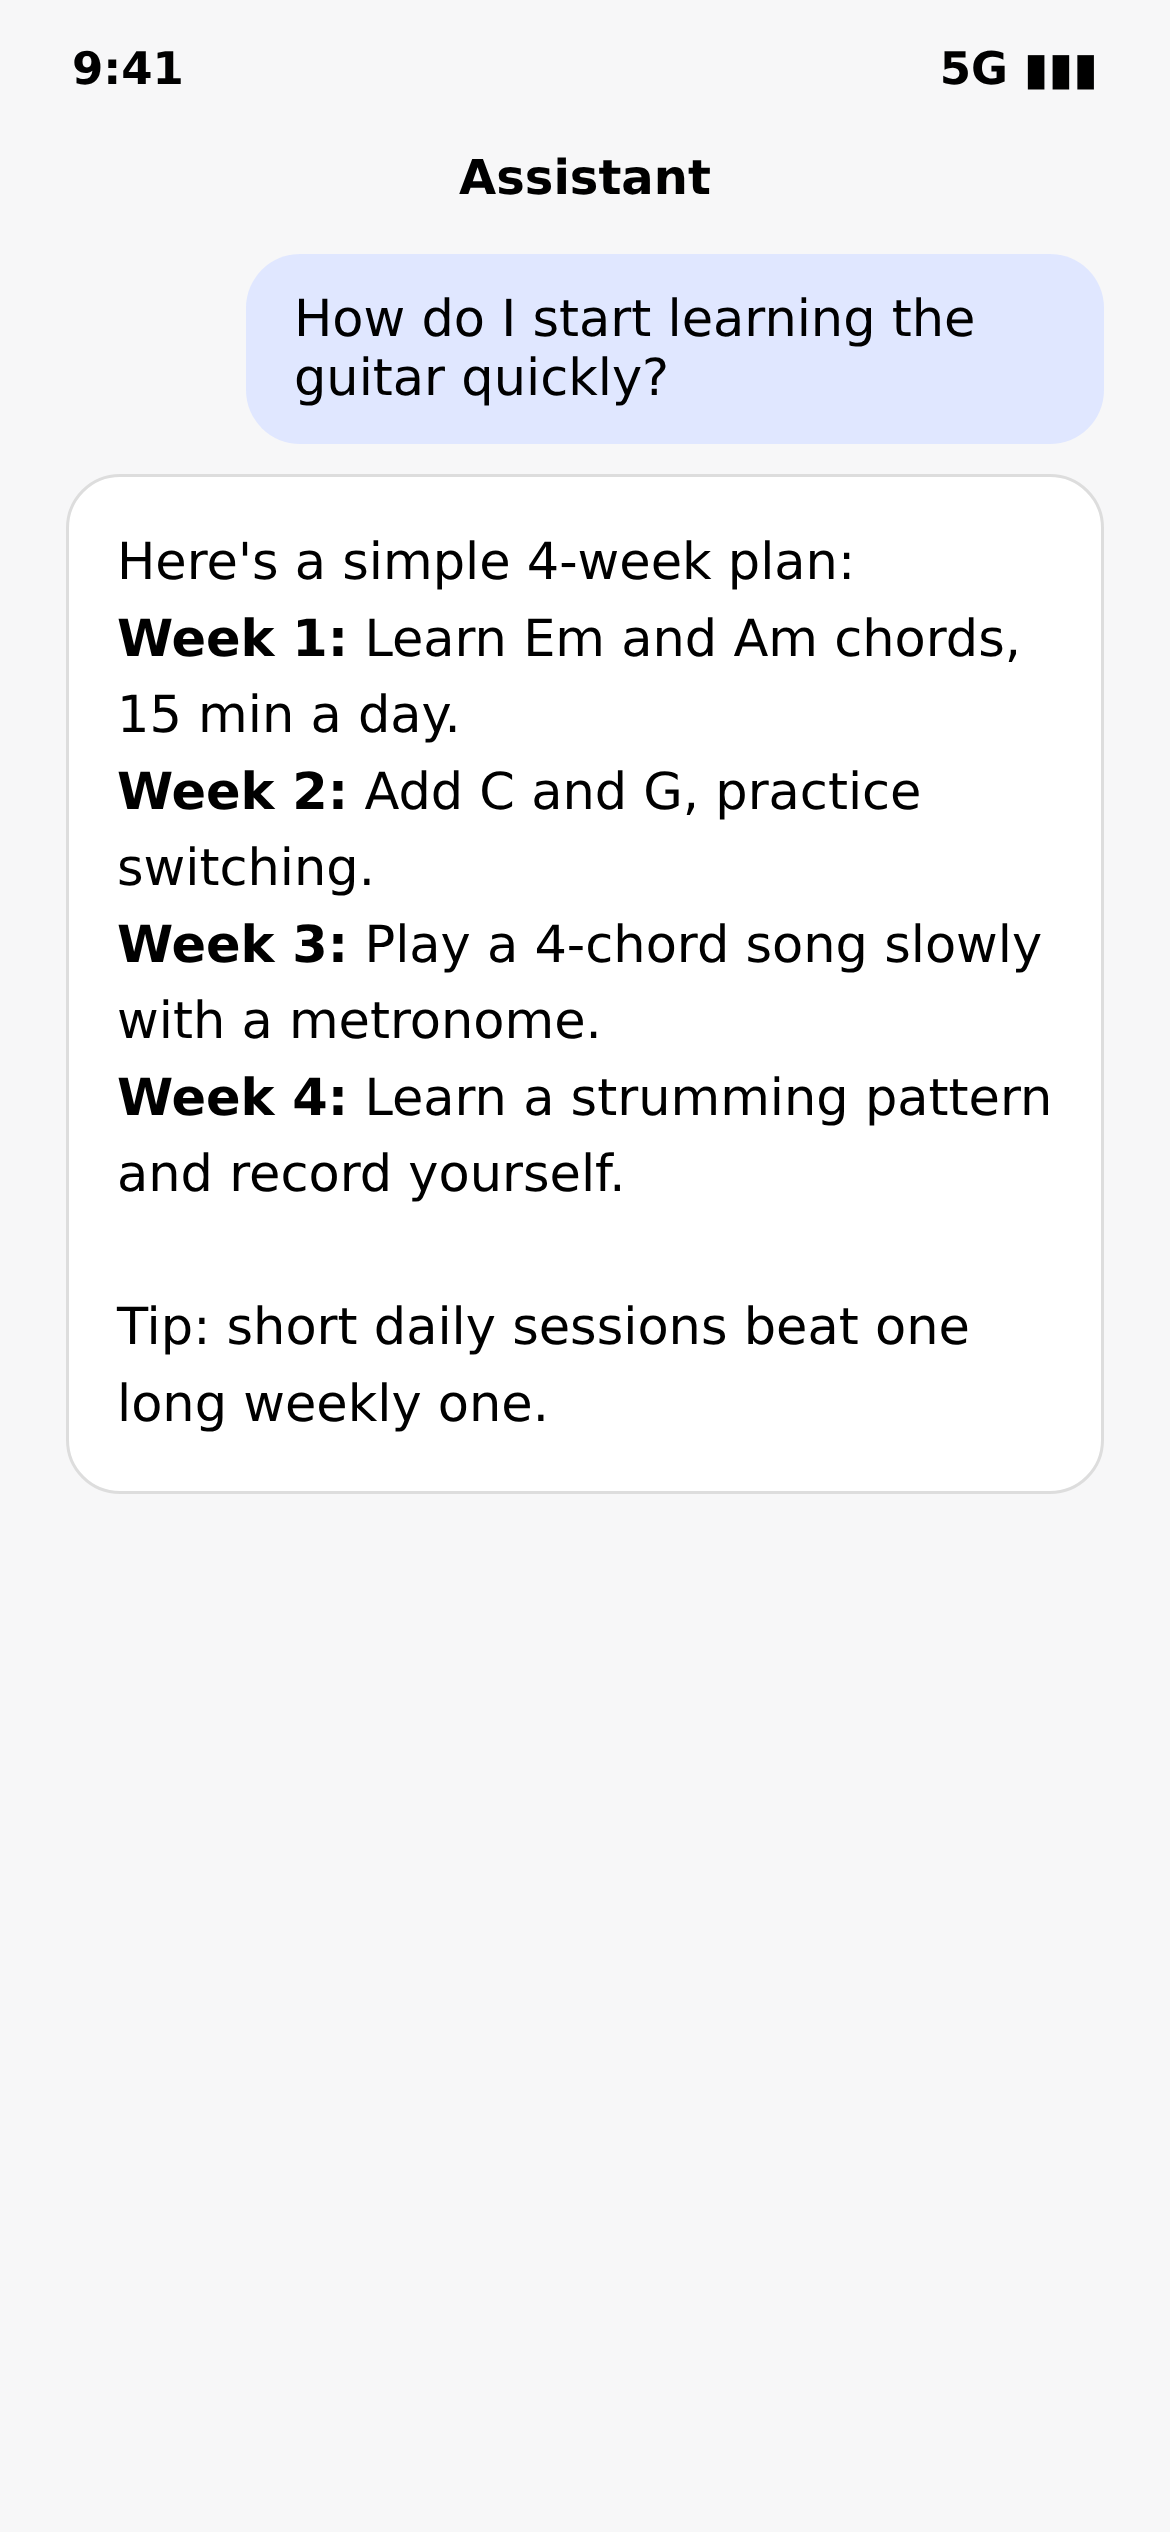 9:41
5G ▮▮▮
Assistant
How do I start learning the
guitar quickly?
Here's a simple 4-week plan:
Week 1: Learn Em and Am chords,
15 min a day.
Week 2: Add C and G, practice
switching.
Week 3: Play a 4-chord song slowly
with a metronome.
Week 4: Learn a strumming pattern
and record yourself.
Tip: short daily sessions beat one
long weekly one.